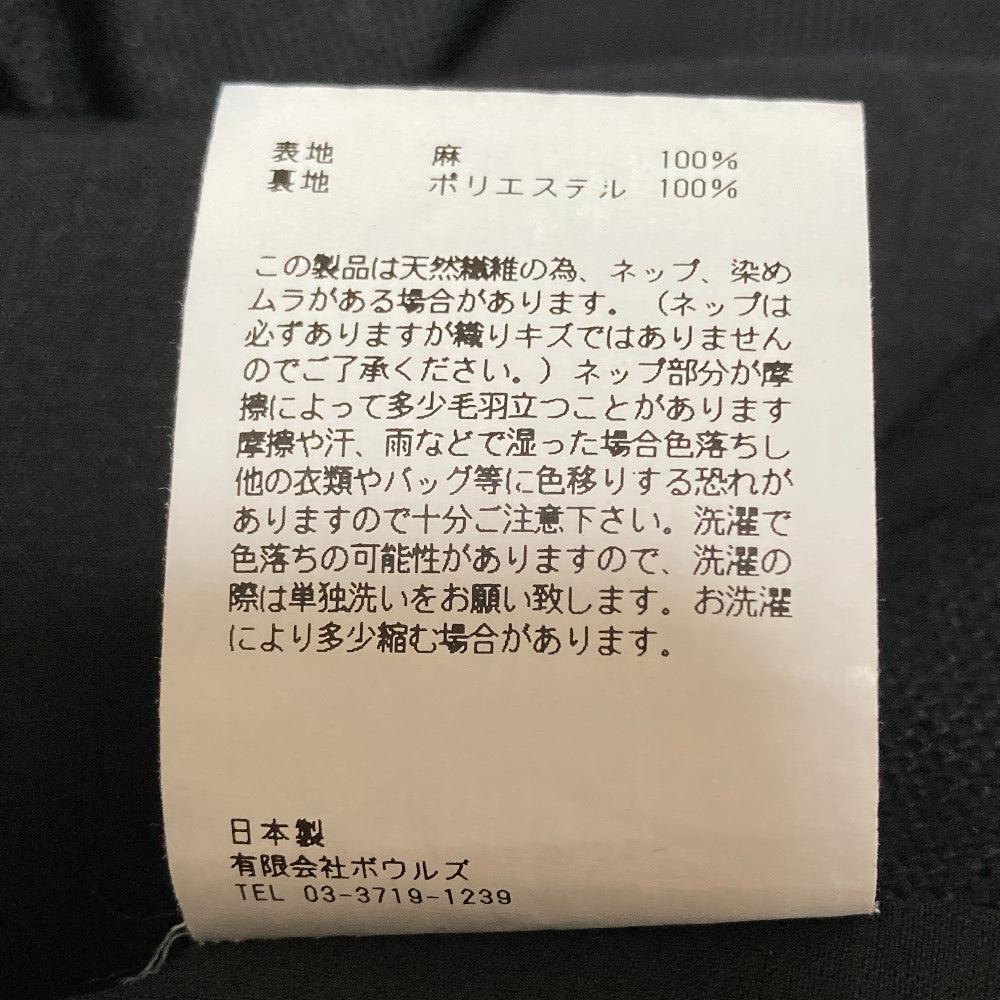 表地 麻 100%
裏地 ポリエステル 100%
この製品は天然繊維の為、ネップ、染め
ムラがある場合があります。（ネップは
必ずありますが織りキズではありません
のでご了承ください。）ネップ部分が摩
擦によって多少毛羽立つことがあります
摩擦や汗、雨などで湿った場合色落ちし
他の衣類やバッグ等に色移りする恐れが
ありますので十分ご注意下さい。洗濯で
色落ちの可能性がありますので、洗濯の
際は単独洗いをお願い致します。お洗濯
により多少縮む場合があります。
日本製
有限会社ボウルズ
TEL 03-3719-1239